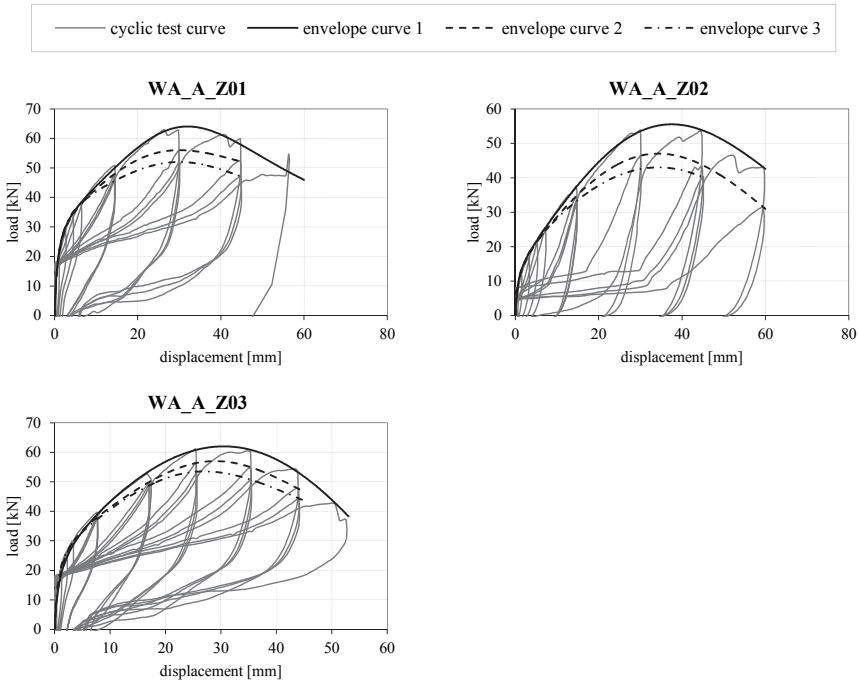 cyclic test curve envelope curve 1 envelope curve 2 envelope curve 3
WA_A_Z01
70
60
50
40
30
20
10
0
load [kN]
0 20 40 60 80
displacement [mm]
WA_A_Z02
60
50
40
30
20
10
0
load [kN]
0 20 40 60 80
displacement [mm]
WA_A_Z03
70
60
50
40
30
20
10
0
load [kN]
0 10 20 30 40 50 60
displacement [mm]